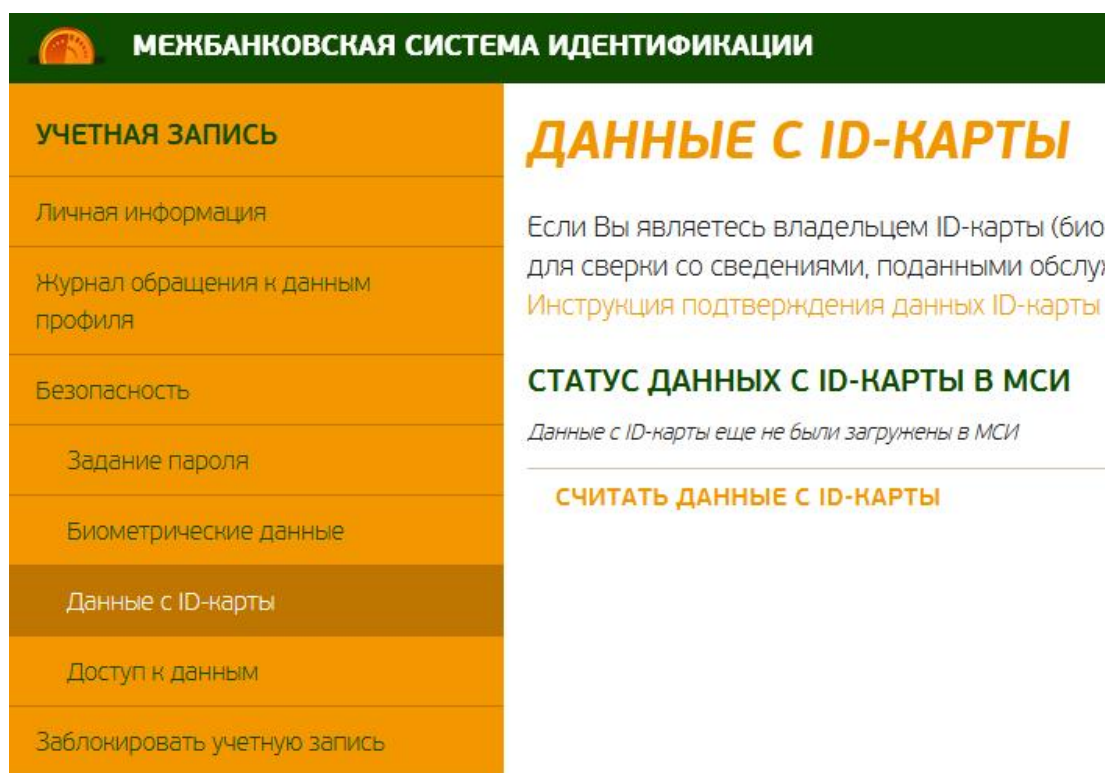 МЕЖБАНКОВСКАЯ СИСТЕМА ИДЕНТИФИКАЦИИ
УЧЕТНАЯ ЗАПИСЬ
Личная информация
Журнал обращения к данным
профиля
Безопасность
Задание пароля
Биометрические данные
Данные с ID-карты
Доступ к данным
Заблокировать учетную запись
ДАННЫЕ С ID-КАРТЫ
Если Вы являетесь владельцем ID-карты (био
для сверки со сведениями, поданными обслу
Инструкция подтверждения данных ID-карты
СТАТУС ДАННЫХ С ID-КАРТЫ В МСИ
Данные с ID-карты еще не были загружены в МСИ
СЧИТАТЬ ДАННЫЕ С ID-КАРТЫ